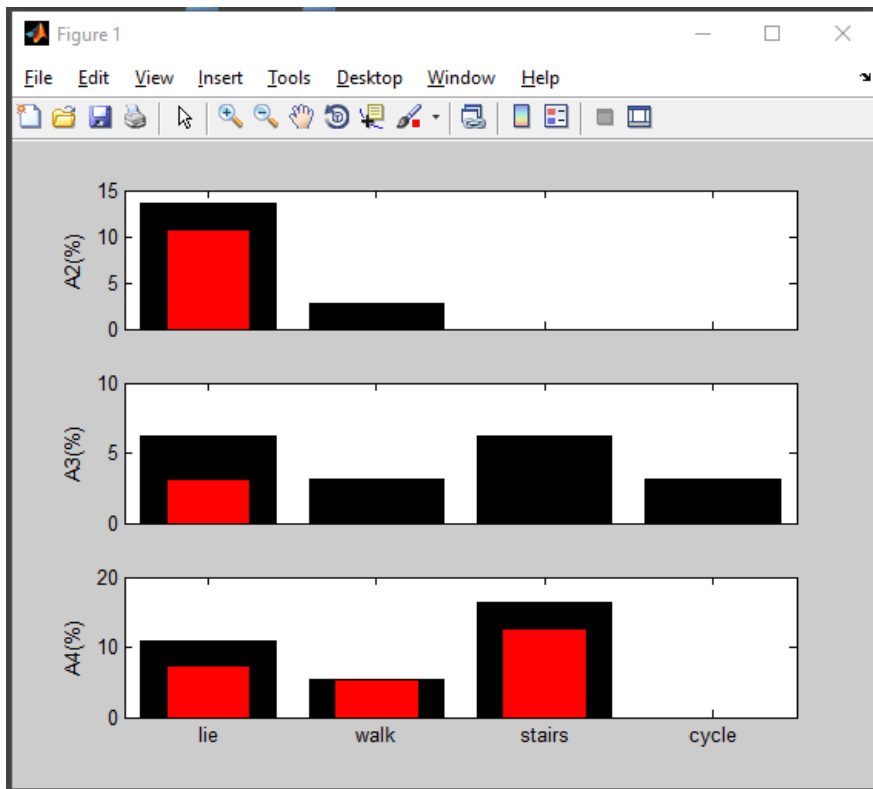 Figure 1
File Edit View Insert Tools Desktop Window Help
15
10
5
0
A2(%)
10
5
0
A3(%)
20
10
0
A4(%)
lie walk stairs cycle